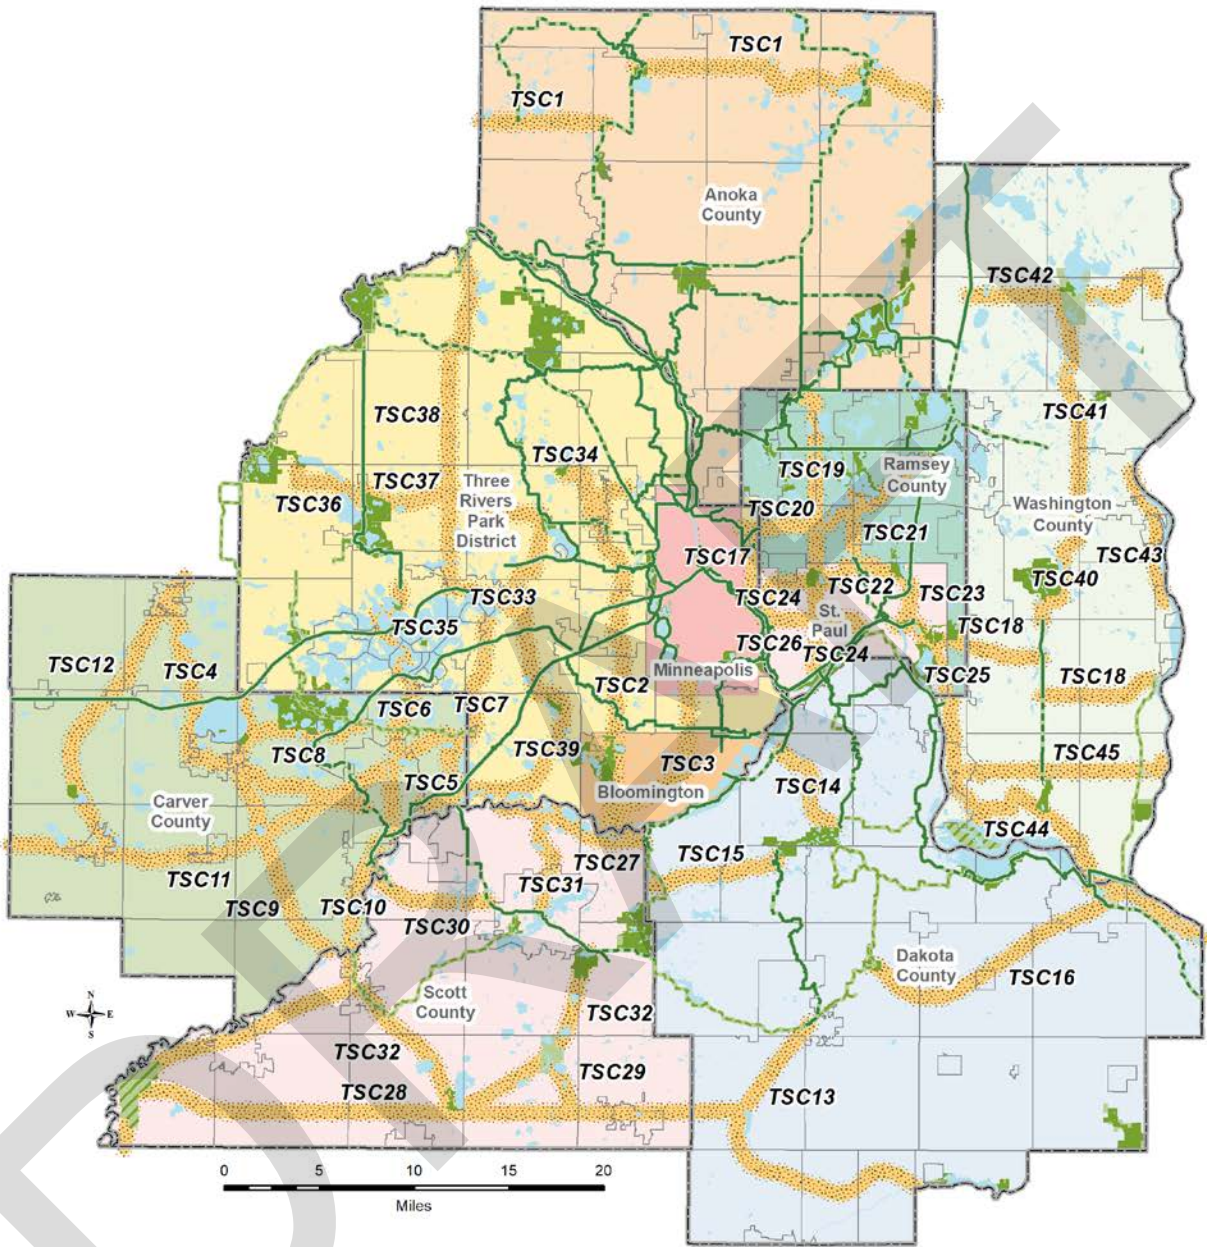 TSC1
TSC1
Anoka
County
TSC42
TSC38
TSC41
TSC34
TSC19
Ramsey
County
TSC37
TSC36
Three
Rivers
Park
District
TSC20
Washington
County
TSC21
TSC17
TSC43
TSC40
TSC22
TSC23
TSC33
TSC24
St.
Paul
TSC35
TSC18
TSC26
TSC24
TSC12
TSC4
Minneapolis
TSC25
TSC18
TSC2
TSC6
TSC7
TSC8
TSC39
TSC3
TSC45
TSC5
TSC14
Bloomington
Carver
County
TSC44
TSC15
TSC27
TSC11
TSC31
TSC9
TSC10
TSC30
Dakota
County
TSC16
Scott
County
N
W E
S
TSC32
TSC32
TSC29
TSC28
TSC13
0 5 10 15 20
Miles
DRAFT